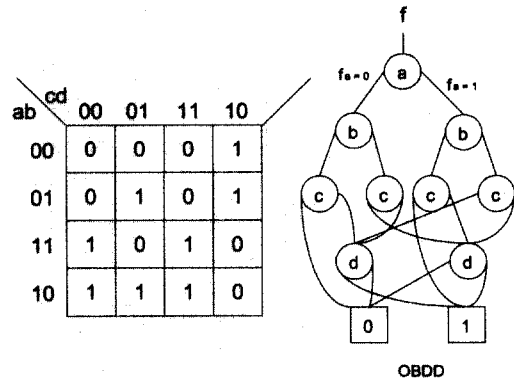 ab cd 00 01 11 10
00 0 0 0 1
01 0 1 0 1
11 1 0 1 0
10 1 1 1 0
f
a
fa=0 fa=1
b b
c c c c
d d
0 1
OBDD